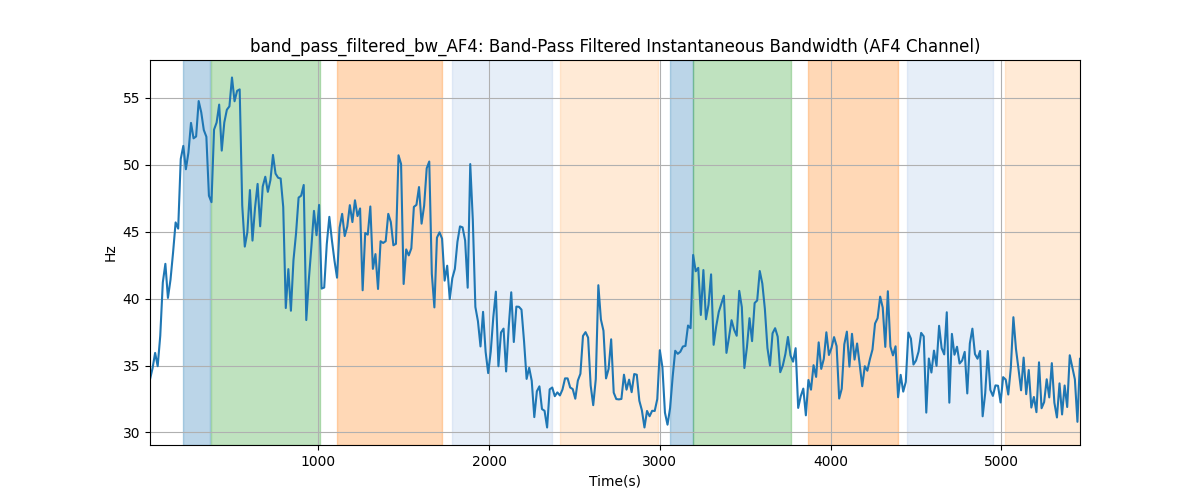 band_pass_filtered_bw_AF4: Band-Pass Filtered Instantaneous Bandwidth (AF4 Channel)
55
50
45
40
35
30
Hz
1000 2000 3000 4000 5000
Time(s)